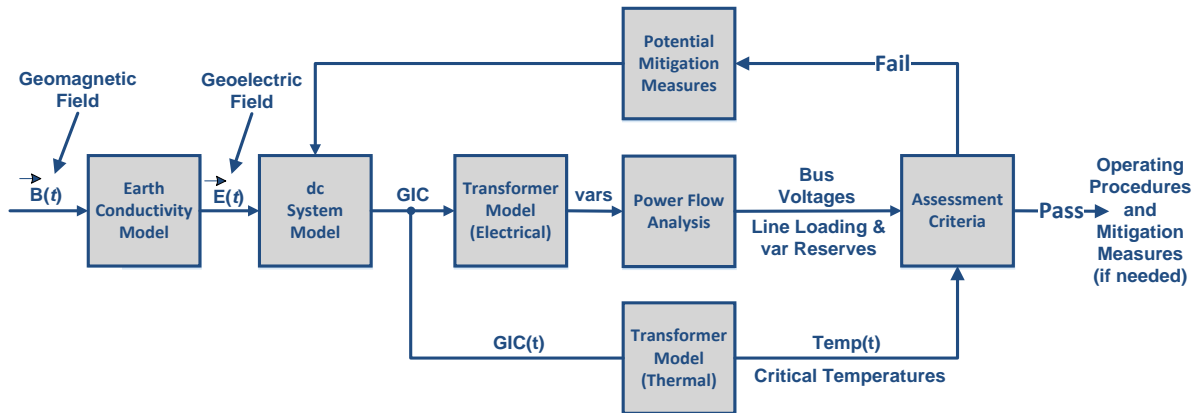 Potential
Mitigation
Measures
Fail
Geomagnetic
Field
Geoelectric
Field
B(t)
Earth
Conductivity
Model
E(t)
dc
System
Model
GIC
Transformer
Model
(Electrical)
vars
Power Flow
Analysis
Bus
Voltages
Line Loading &
var Reserves
Assessment
Criteria
Pass
Operating
Procedures
and
Mitigation
Measures
(if needed)
GIC(t)
Transformer
Model
(Thermal)
Temp(t)
Critical Temperatures